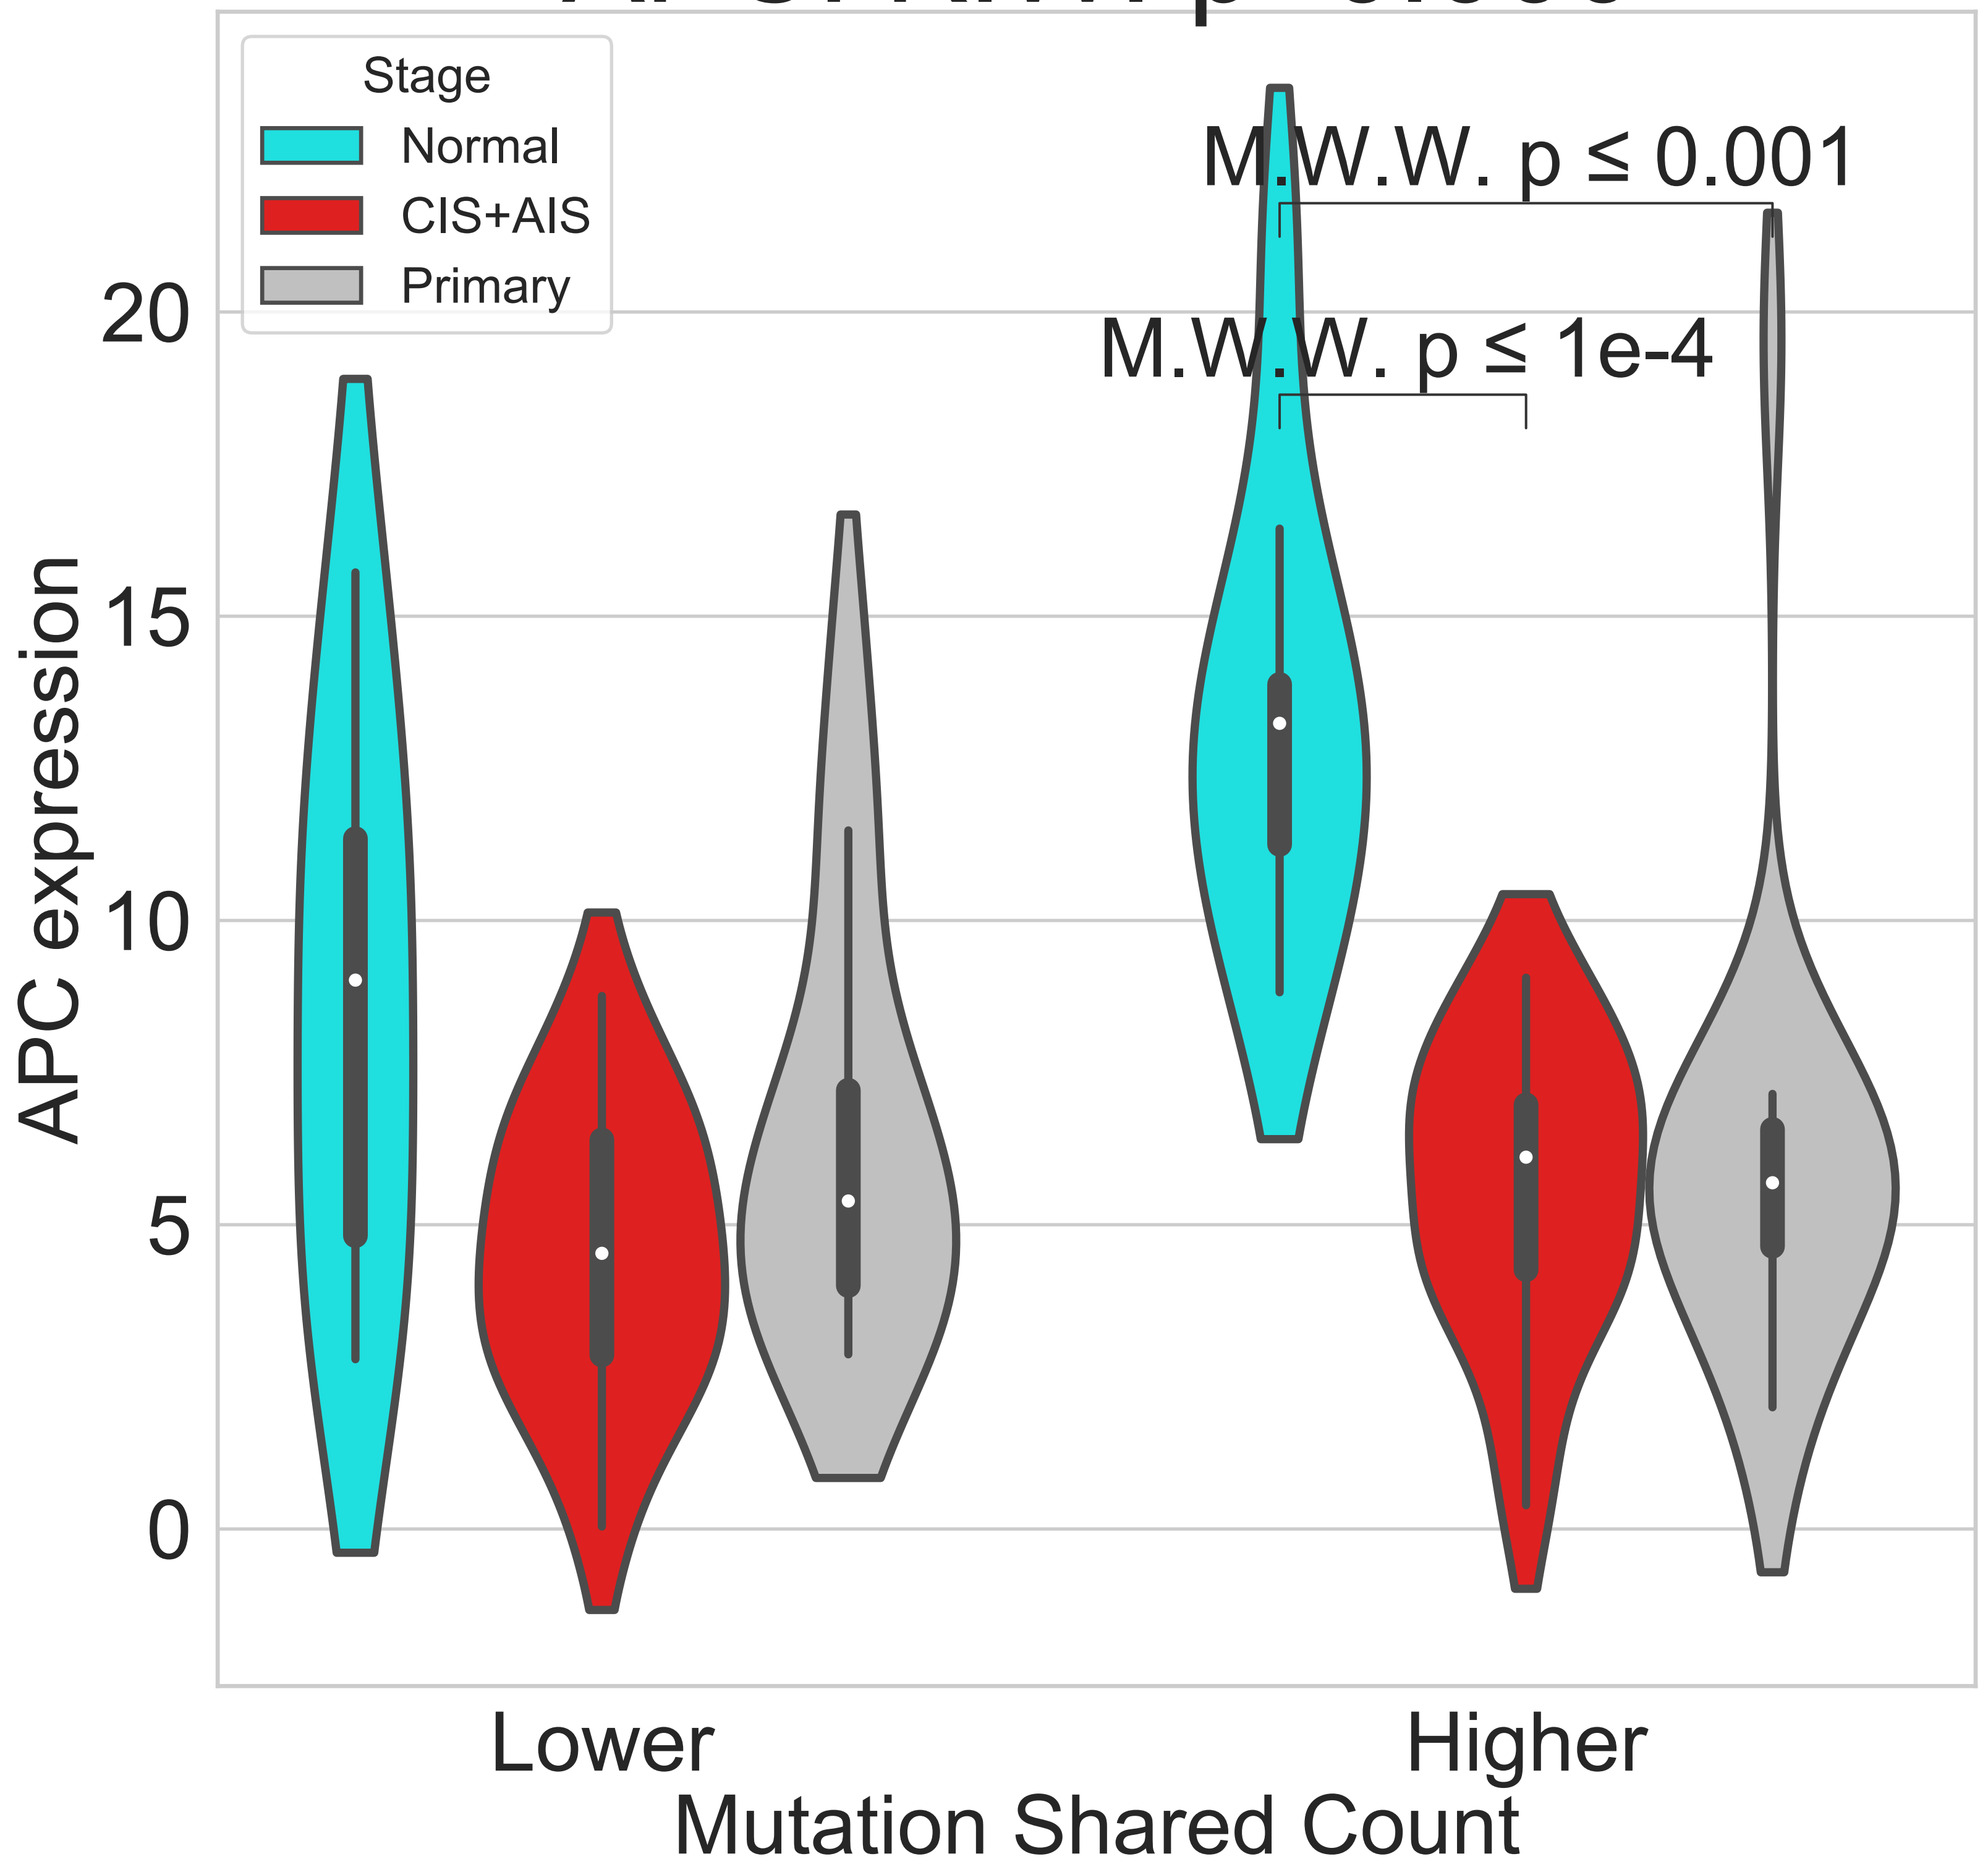 Stage
Normal
CIS+AIS
Primary
M.W.W. p ≤ 0.001
M.W.W. p ≤ 1e-4
20
15
10
5
0
APC expression
Lower
Higher
Mutation Shared Count